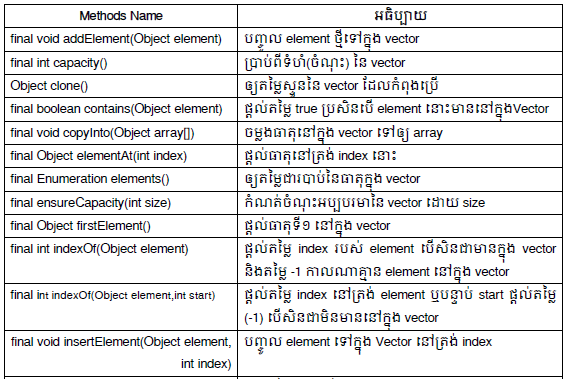 Methods Name អធិប្បាយ
final void addElement(Object element) បញ្ចូល element ថ្មីទៅក្នុង vector
final int capacity() ប្រាប់ពីទំហំ(ចំណុះ) នៃ vector
Object clone() ឲ្យតម្លៃស្ទួននៃ vector ដែលកំពុងប្រើ
final boolean contains(Object element) ផ្តល់តម្លៃ true ប្រសិនបើ element នោះមាននៅក្នុងVector
final void copyInto(Object array[]) ចម្លងធាតុនៅក្នុង vector ទៅឲ្យ array
final Object elementAt(int index) ផ្តល់ធាតុនៅត្រង់ index នោះ
final Enumeration elements() ឲ្យតម្លៃជារបាប់នៃធាតុក្នុង vector
final ensureCapacity(int size) កំណត់ចំណុះអប្បបរមានៃ vector ដោយ size
final Object firstElement() ផ្តល់ធាតុទី១ នៅក្នុង vector
final int indexOf(Object element) ផ្តល់តម្លៃ index របស់ element បើសិនជាមានក្នុង vector
និងតម្លៃ -1 កាលណាគ្មាន element នៅក្នុង vector
final int indexOf(Object element,int start) ផ្តល់តម្លៃ index នៅត្រង់ element ឬបន្ទាប់ start ផ្តល់តម្លៃ
(-1) បើសិនជាមិនមាននៅក្នុង vector
final void insertElement(Object element, បញ្ចូល element ទៅក្នុង Vector នៅត្រង់ index
int index)